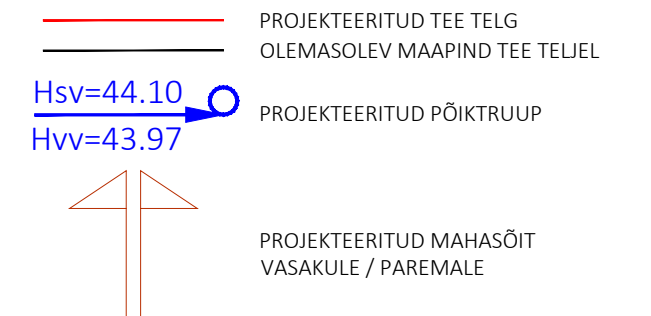 PROJEKTEERITUD TEE TELG
OLEMASOLEV MAAPIND TEE TELJEL
Hsv=44.10
Hvv=43.97
PROJEKTEERITUD PÕIKTRUUP
PROJEKTEERITUD MAHASÕIT
VASAKULE / PAREMALE